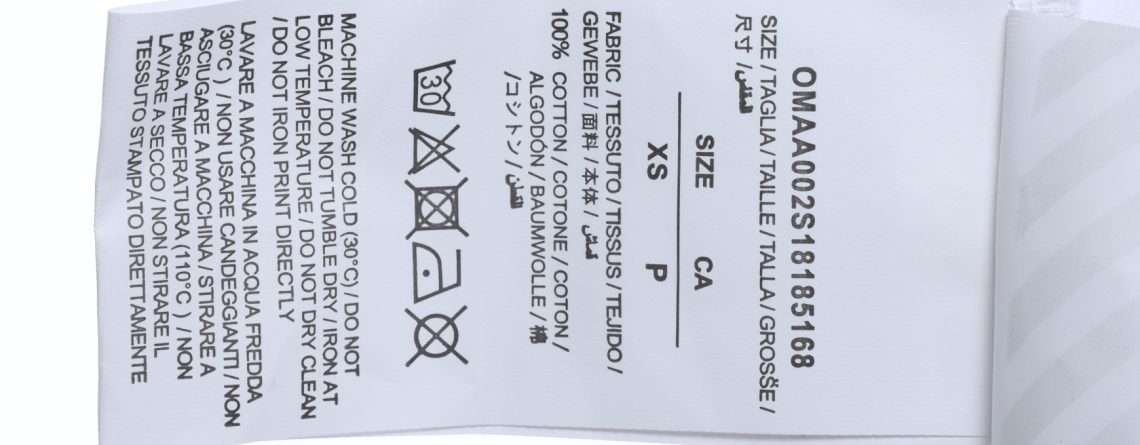 OMAA002S18185168
SIZE / TAGLIA / TAILLE / TALLA / GROSSE /
尺寸 / المقاس
SIZE CA
XS P
FABRIC / TESSUTO / TISSUS / TEJIDO /
GEWEBE / 面料 / 本体 / قماش
100% COTTON / COTONE / COTON /
ALGODÓN / BAUMWOLLE / 棉
/ コットン / القطن
30
MACHINE WASH COLD (30°C) / DO NOT
BLEACH / DO NOT TUMBLE DRY / IRON AT
LOW TEMPERATURE / DO NOT DRY CLEAN
/ DO NOT IRON PRINT DIRECTLY
LAVARE A MACCHINA IN ACQUA FREDDA
(30°C ) / NON USARE CANDEGGIANTI / NON
ASCIUGARE A MACCHINA / STIRARE A
BASSA TEMPERATURA (110°C ) / NON
LAVARE A SECCO / NON STIRARE IL
TESSUTO STAMPATO DIRETTAMENTE